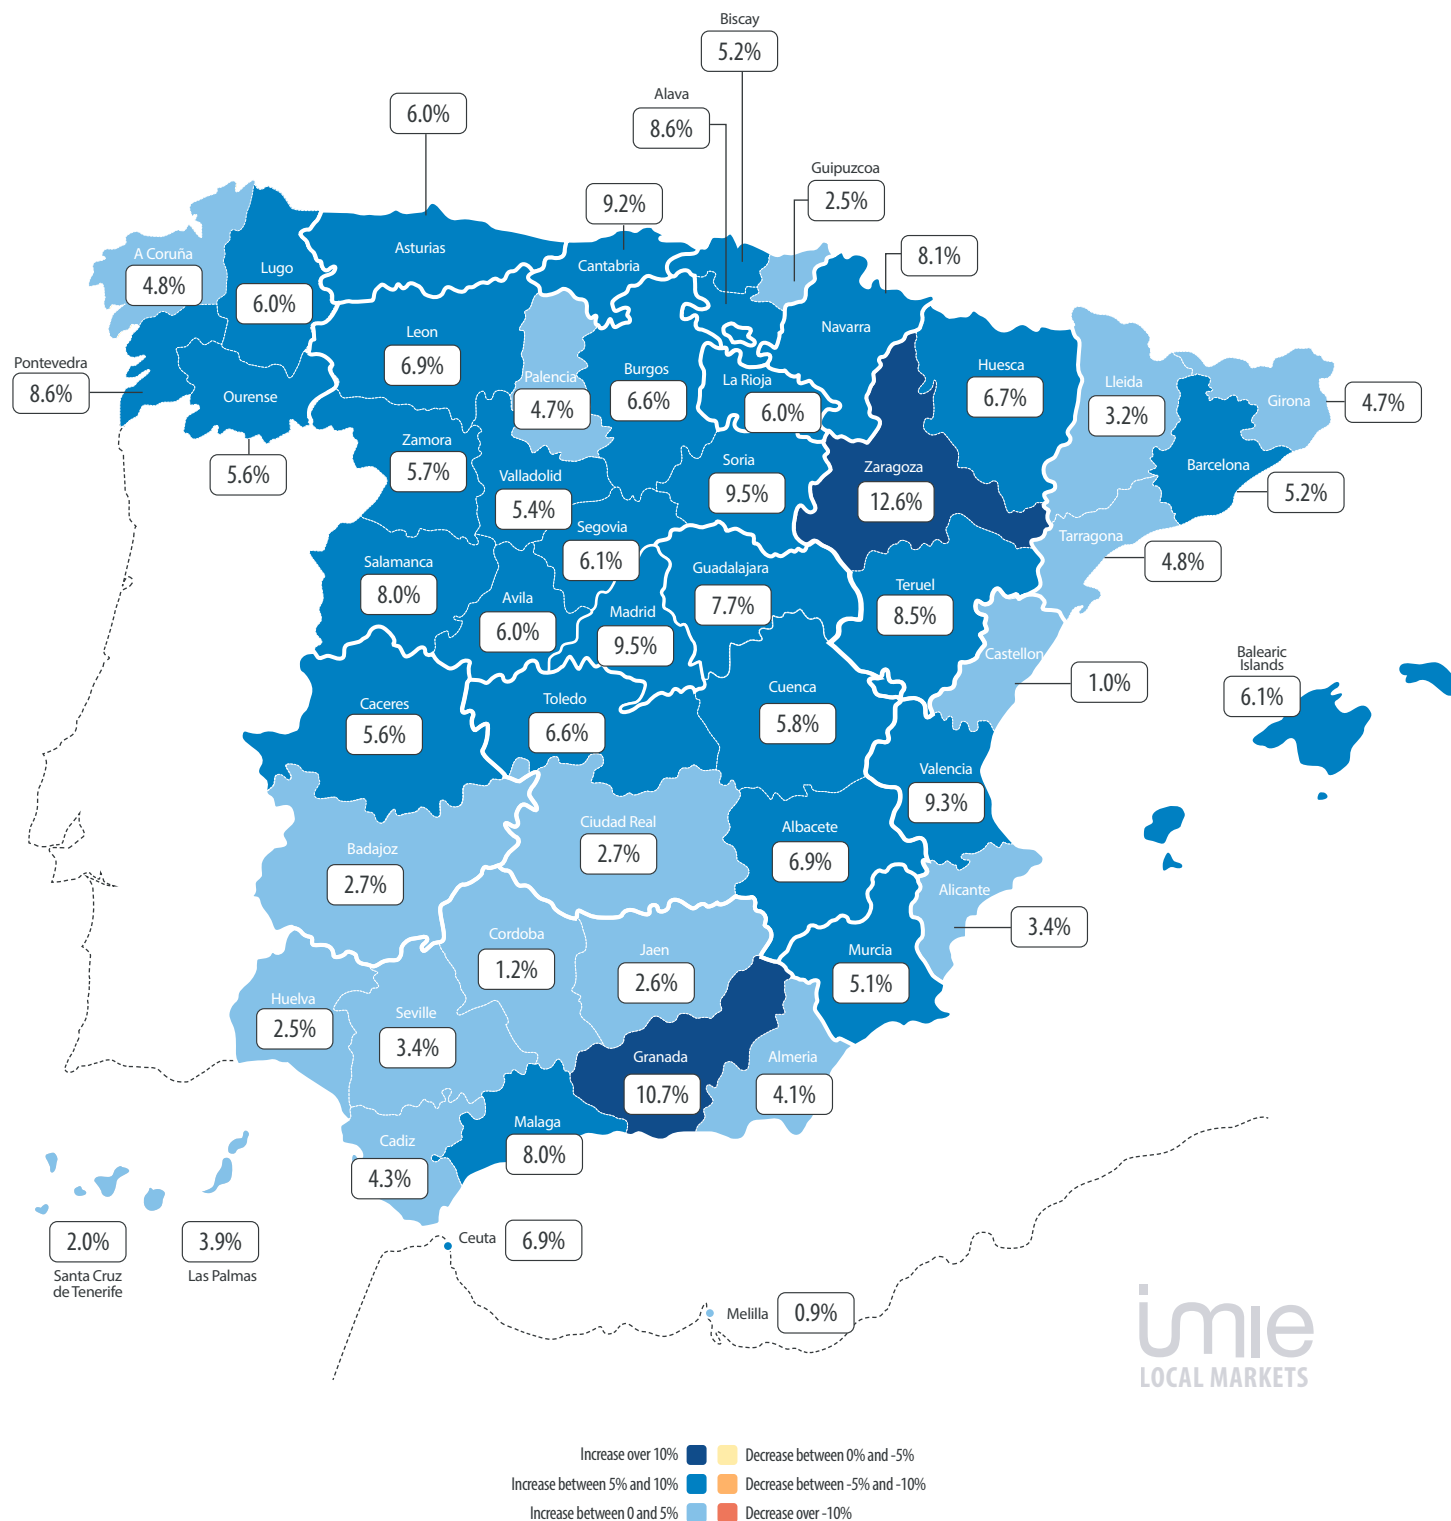 Biscay
5.2%
Alava
8.6%
6.0%
Guipuzcoa
2.5%
9.2%
8.1%
Asturias
Cantabria
A Coruña
4.8%
Lugo
6.0%
Navarra
Leon
6.9%
Pontevedra
8.6%
Ourense
5.6%
Palencia
4.7%
Burgos
6.6%
La Rioja
6.0%
Huesca
6.7%
Lleida
3.2%
Girona
4.7%
Zamora
5.7%
Valladolid
5.4%
Soria
9.5%
Zaragoza
12.6%
Barcelona
5.2%
Segovia
6.1%
Tarragona
4.8%
Salamanca
8.0%
Avila
6.0%
Madrid
9.5%
Guadalajara
7.7%
Teruel
8.5%
Castellon
1.0%
Balearic
Islands
6.1%
Caceres
5.6%
Toledo
6.6%
Cuenca
5.8%
Valencia
9.3%
Ciudad Real
2.7%
Albacete
6.9%
Badajoz
2.7%
Alicante
3.4%
Cordoba
1.2%
Jaen
2.6%
Murcia
5.1%
Huelva
2.5%
Seville
3.4%
Granada
10.7%
Almeria
4.1%
Malaga
8.0%
Cadiz
4.3%
2.0%
Santa Cruz
de Tenerife
3.9%
Las Palmas
Ceuta
6.9%
Melilla
0.9%
imie
LOCAL MARKETS
Increase over 10%
Decrease between 0% and -5%
Increase between 5% and 10%
Decrease between -5% and -10%
Increase between 0 and 5%
Decrease over -10%